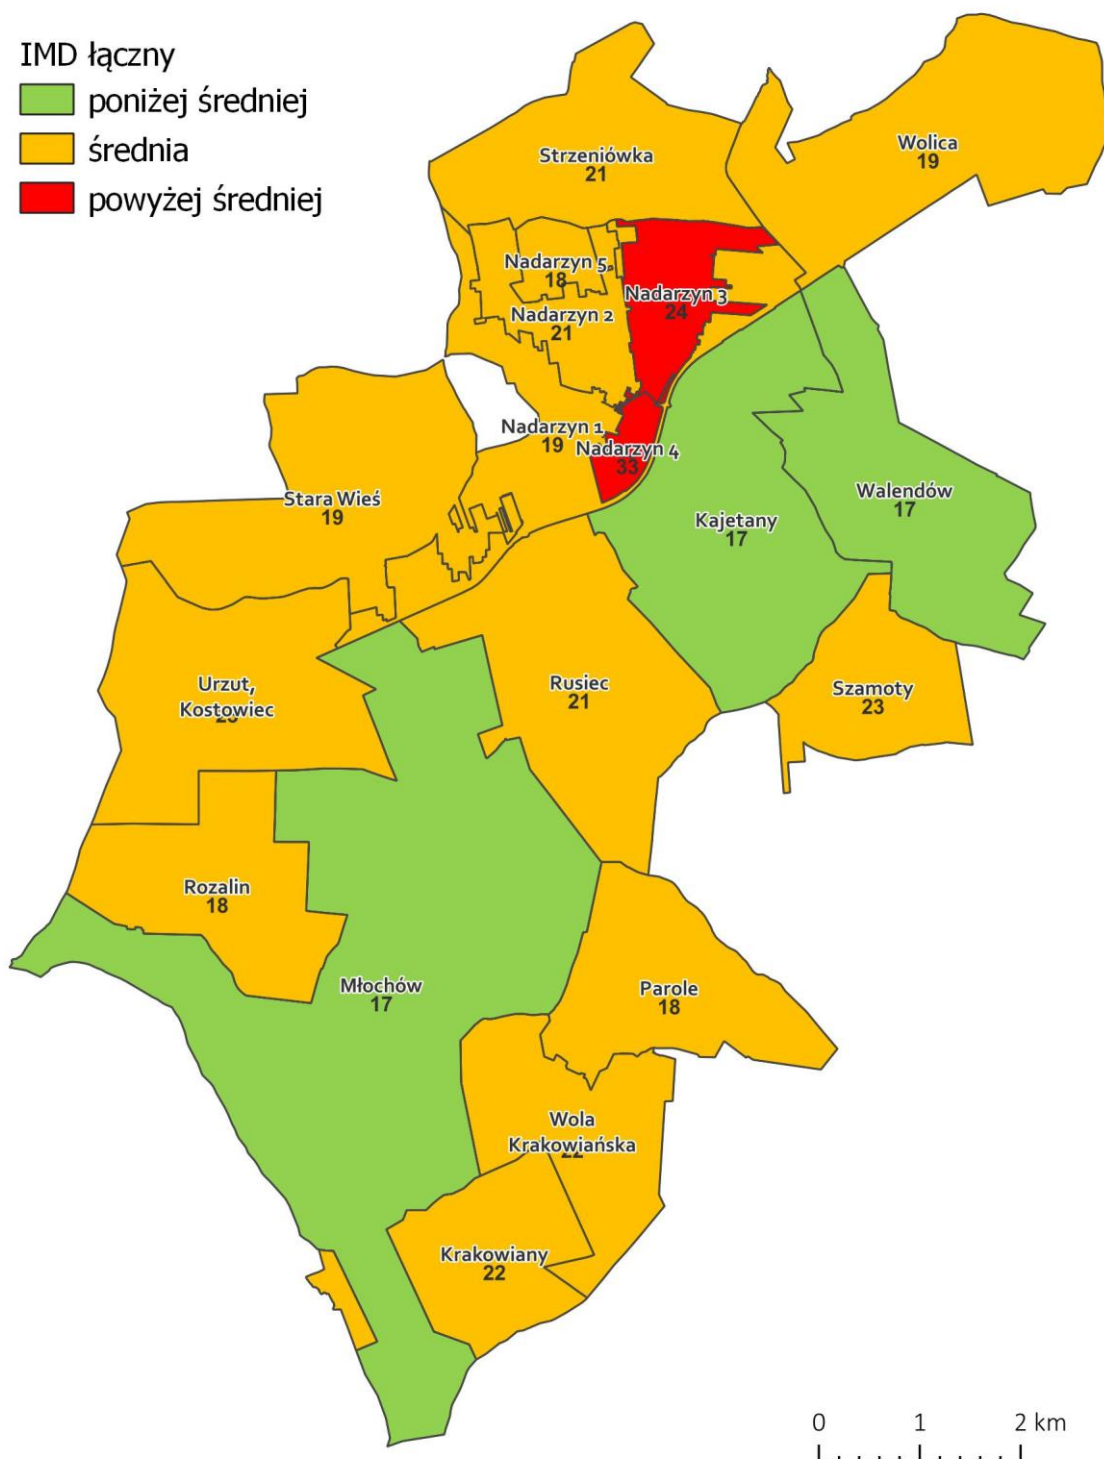 IMD łączny
poniżej średniej
średnia
powyżej średniej
Wolica
19
Strzeniówka
21
Nadarzyn 5
18
Nadarzyn 3
24
Nadarzyn 2
21
Nadarzyn 1
19
Nadarzyn 4
33
Stara Wieś
19
Walendów
17
Kajetany
17
Urzut,
Kostowiec
Rusiec
21
Szamoty
23
Rozalin
18
Młochów
17
Parole
18
Wola
Krakowiańska
22
Krakowiany
22
0 1 2 km